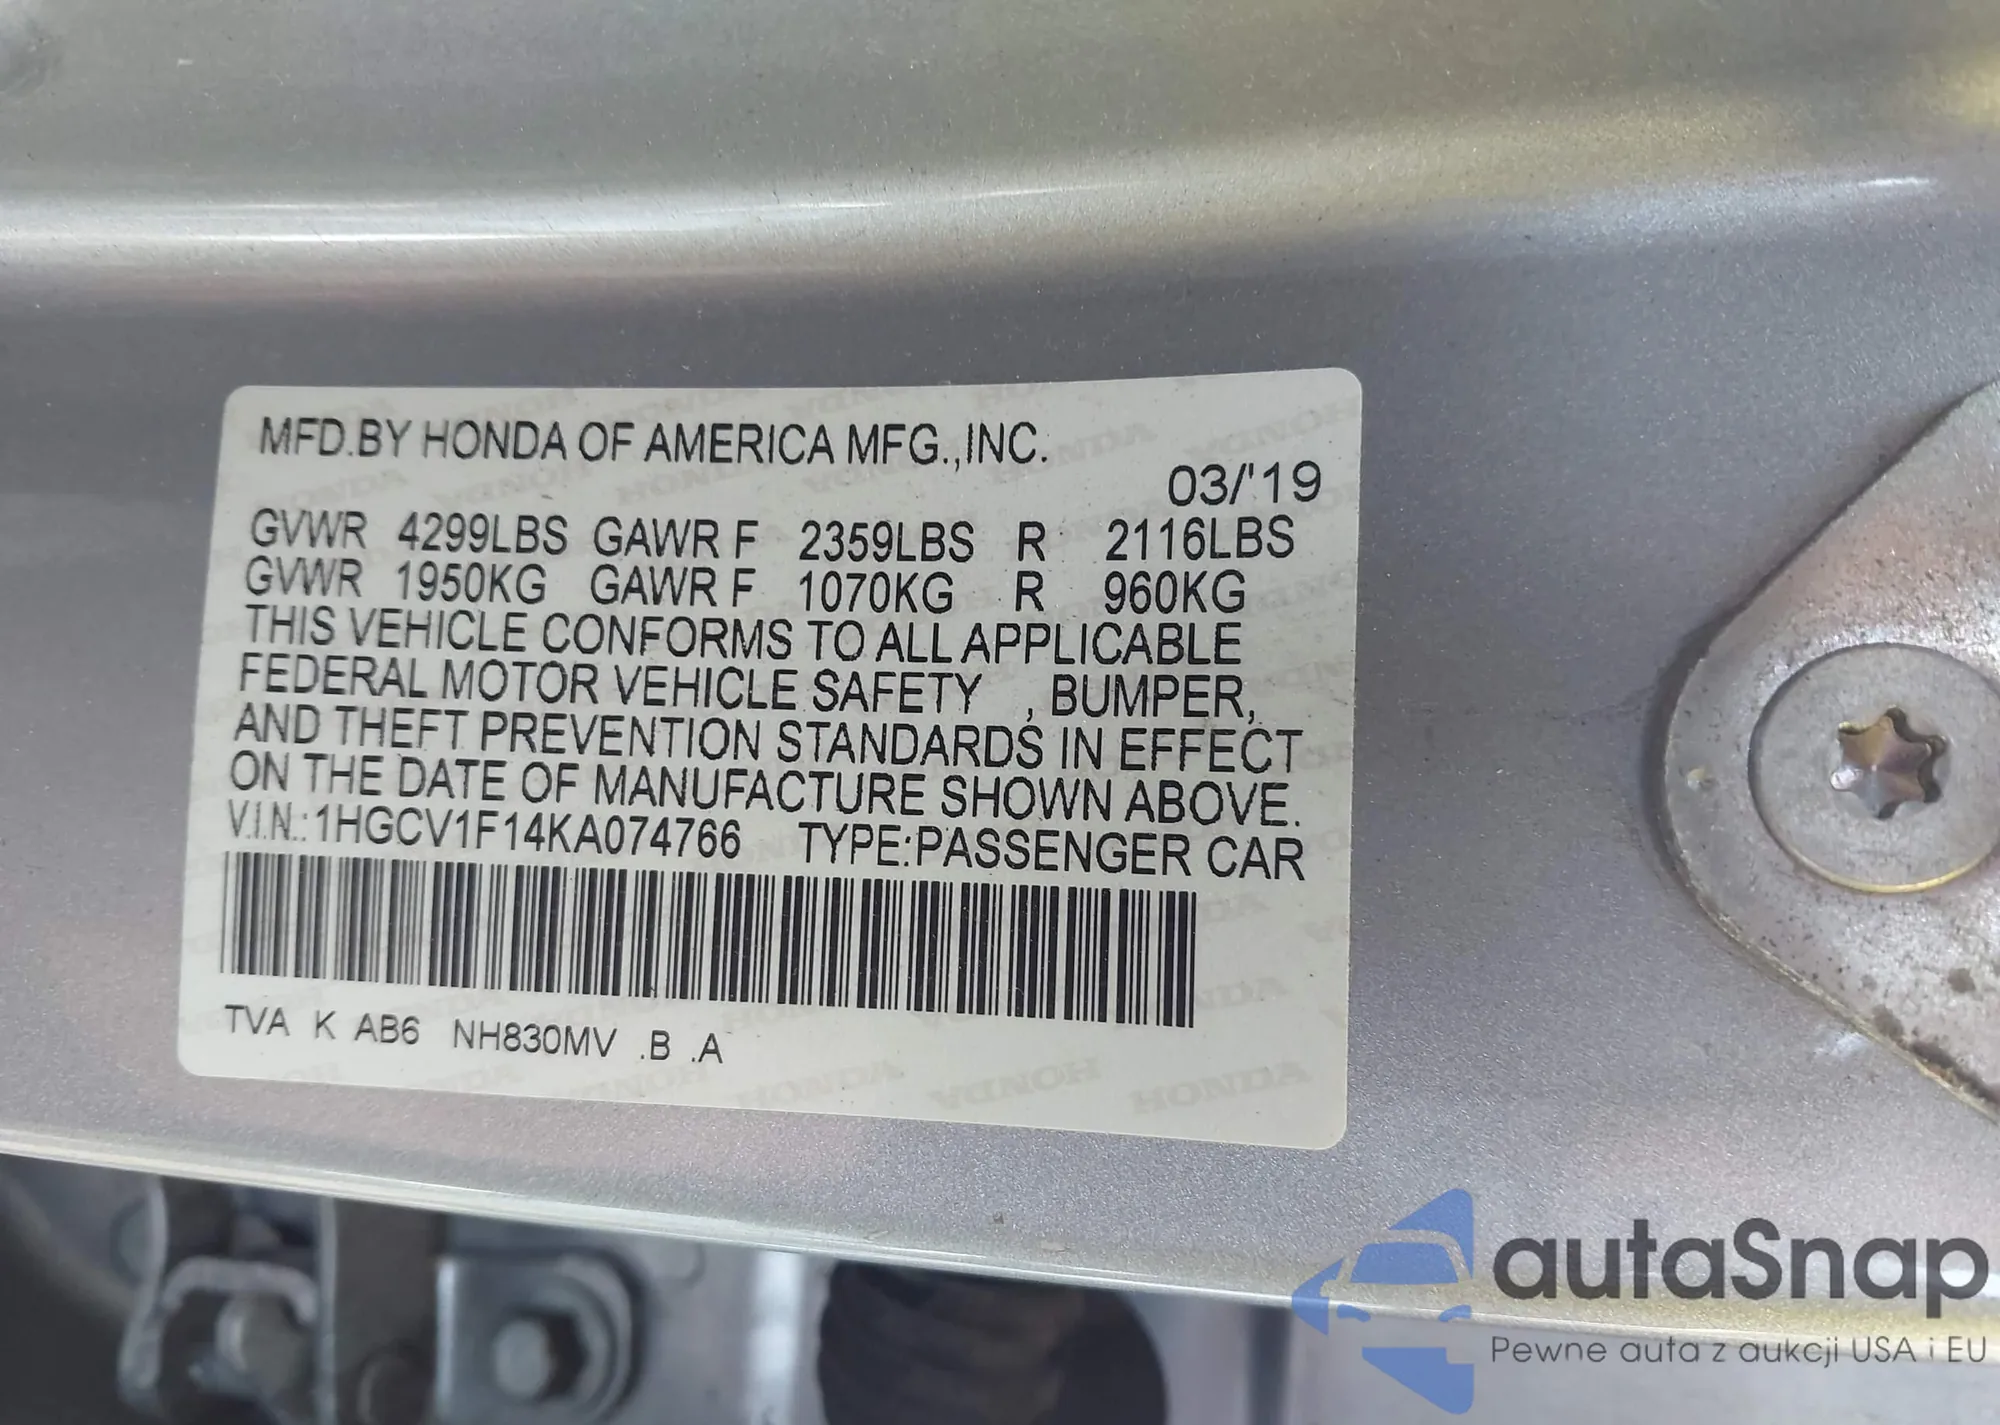 MFD.BY HONDA OF AMERICA MFG.,INC.
03/'19
GVWR 4299LBS GAWR F 2359LBS R 2116LBS
GVWR 1950KG GAWR F 1070KG R 960KG
THIS VEHICLE CONFORMS TO ALL APPLICABLE
FEDERAL MOTOR VEHICLE SAFETY , BUMPER,
AND THEFT PREVENTION STANDARDS IN EFFECT
ON THE DATE OF MANUFACTURE SHOWN ABOVE.
V.I.N.: 1HGCV1F14KA074766 TYPE:PASSENGER CAR
TVA K AB6 NH830MV .B .A
autaSnap
Pewne auta z aukcji USA i EU